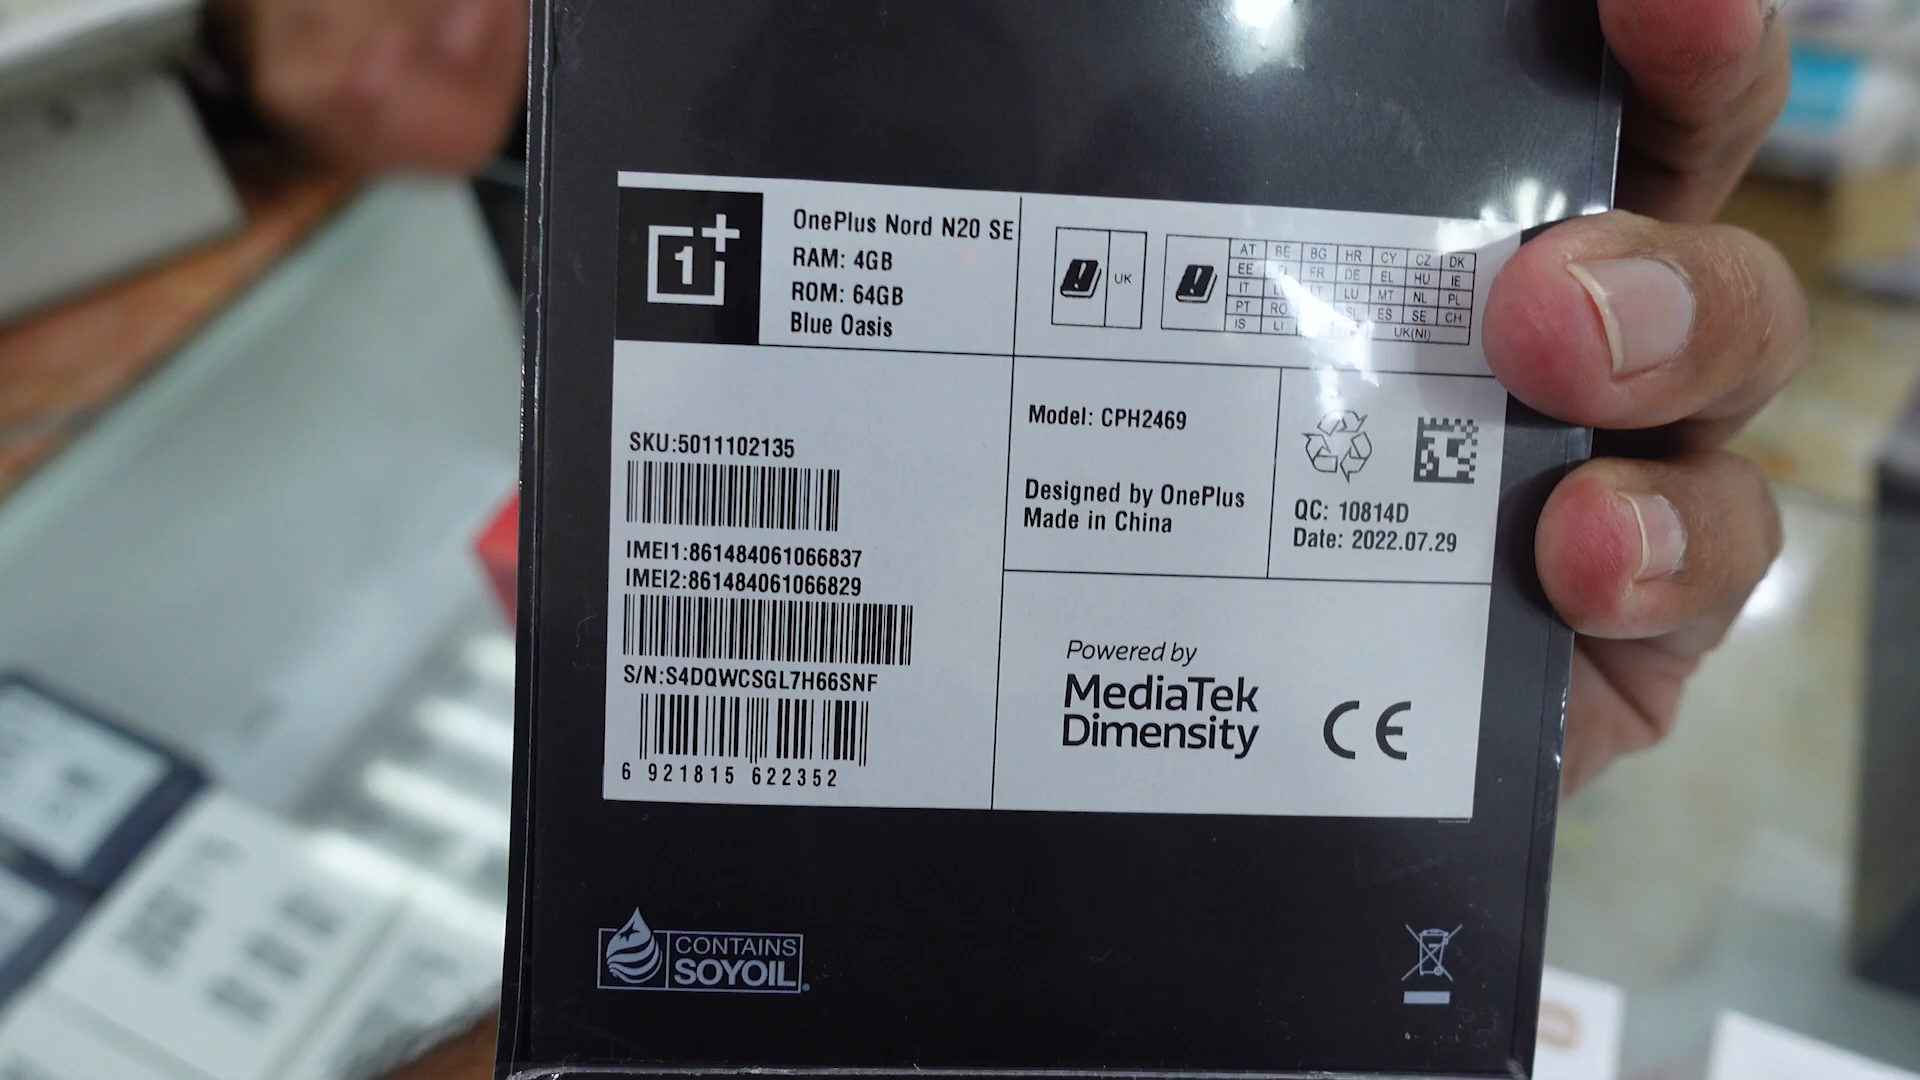 1+
OnePlus Nord N20 SE
RAM: 4GB
ROM: 64GB
Blue Oasis
UK
AT BE BG HR CY CZ DK
EE FR DE EL HU IE
IT LU MT NL PL
PT RO ES SE CH
IS LI UK(NI)
SKU:5011102135
IMEI1:861484061066837
IMEI2:861484061066829
S/N:S4DQWCSGL7H66SNF
6 921815 622352
Model: CPH2469
Designed by OnePlus
Made in China
QC: 10814D
Date: 2022.07.29
Powered by
MediaTek
Dimensity
CE
CONTAINS
SOYOIL